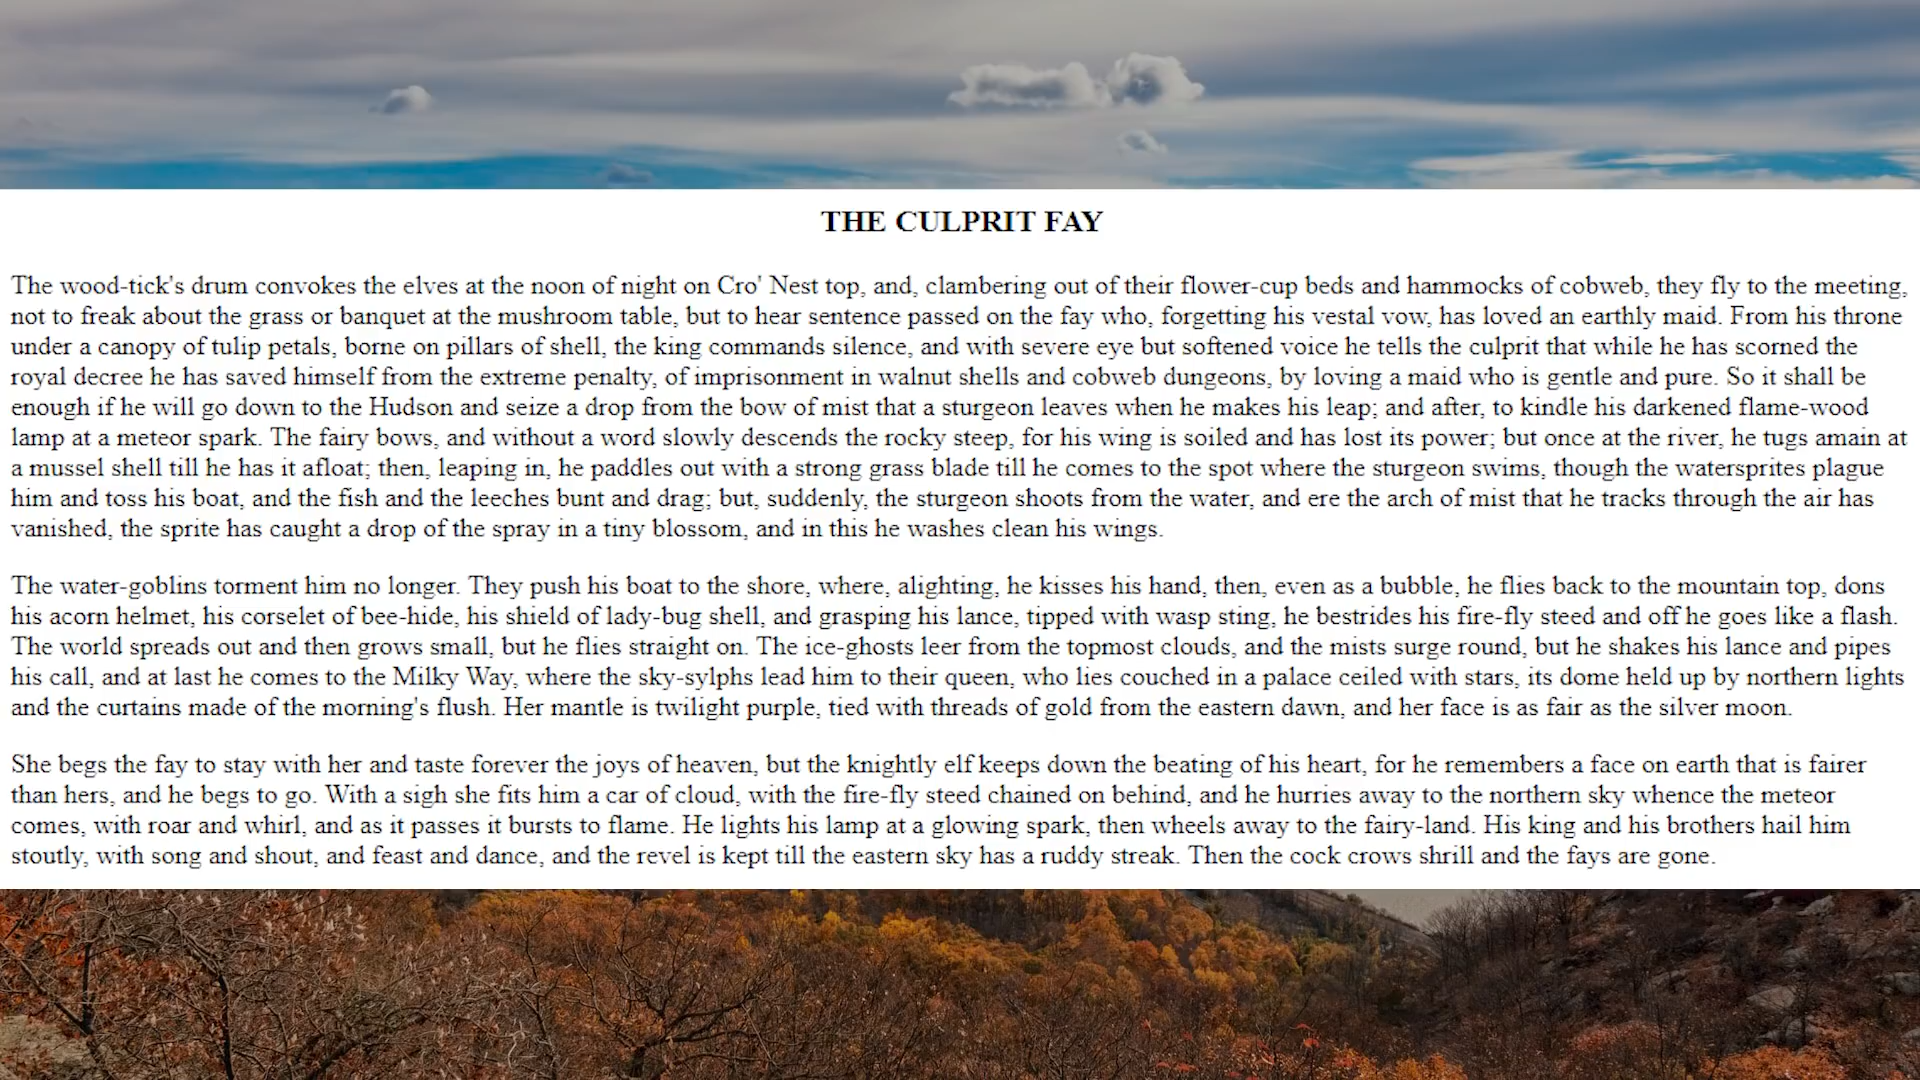 THE CULPRIT FAY
The wood-tick's drum convokes the elves at the noon of night on Cro' Nest top, and, clambering out of their flower-cup beds and hammocks of cobweb, they fly to the meeting,
not to freak about the grass or banquet at the mushroom table, but to hear sentence passed on the fay who, forgetting his vestal vow, has loved an earthly maid. From his throne
under a canopy of tulip petals, borne on pillars of shell, the king commands silence, and with severe eye but softened voice he tells the culprit that while he has scorned the
royal decree he has saved himself from the extreme penalty, of imprisonment in walnut shells and cobweb dungeons, by loving a maid who is gentle and pure. So it shall be
enough if he will go down to the Hudson and seize a drop from the bow of mist that a sturgeon leaves when he makes his leap; and after, to kindle his darkened flame-wood
lamp at a meteor spark. The fairy bows, and without a word slowly descends the rocky steep, for his wing is soiled and has lost its power; but once at the river, he tugs amain at
a mussel shell till he has it afloat; then, leaping in, he paddles out with a strong grass blade till he comes to the spot where the sturgeon swims, though the watersprites plague
him and toss his boat, and the fish and the leeches bunt and drag; but, suddenly, the sturgeon shoots from the water, and ere the arch of mist that he tracks through the air has
vanished, the sprite has caught a drop of the spray in a tiny blossom, and in this he washes clean his wings.
The water-goblins torment him no longer. They push his boat to the shore, where, alighting, he kisses his hand, then, even as a bubble, he flies back to the mountain top, dons
his acorn helmet, his corselet of bee-hide, his shield of lady-bug shell, and grasping his lance, tipped with wasp sting, he bestrides his fire-fly steed and off he goes like a flash.
The world spreads out and then grows small, but he flies straight on. The ice-ghosts leer from the topmost clouds, and the mists surge round, but he shakes his lance and pipes
his call, and at last he comes to the Milky Way, where the sky-sylphs lead him to their queen, who lies couched in a palace ceiled with stars, its dome held up by northern lights
and the curtains made of the morning's flush. Her mantle is twilight purple, tied with threads of gold from the eastern dawn, and her face is as fair as the silver moon.
She begs the fay to stay with her and taste forever the joys of heaven, but the knightly elf keeps down the beating of his heart, for he remembers a face on earth that is fairer
than hers, and he begs to go. With a sigh she fits him a car of cloud, with the fire-fly steed chained on behind, and he hurries away to the northern sky whence the meteor
comes, with roar and whirl, and as it passes it bursts to flame. He lights his lamp at a glowing spark, then wheels away to the fairy-land. His king and his brothers hail him
stoutly, with song and shout, and feast and dance, and the revel is kept till the eastern sky has a ruddy streak. Then the cock crows shrill and the fays are gone.